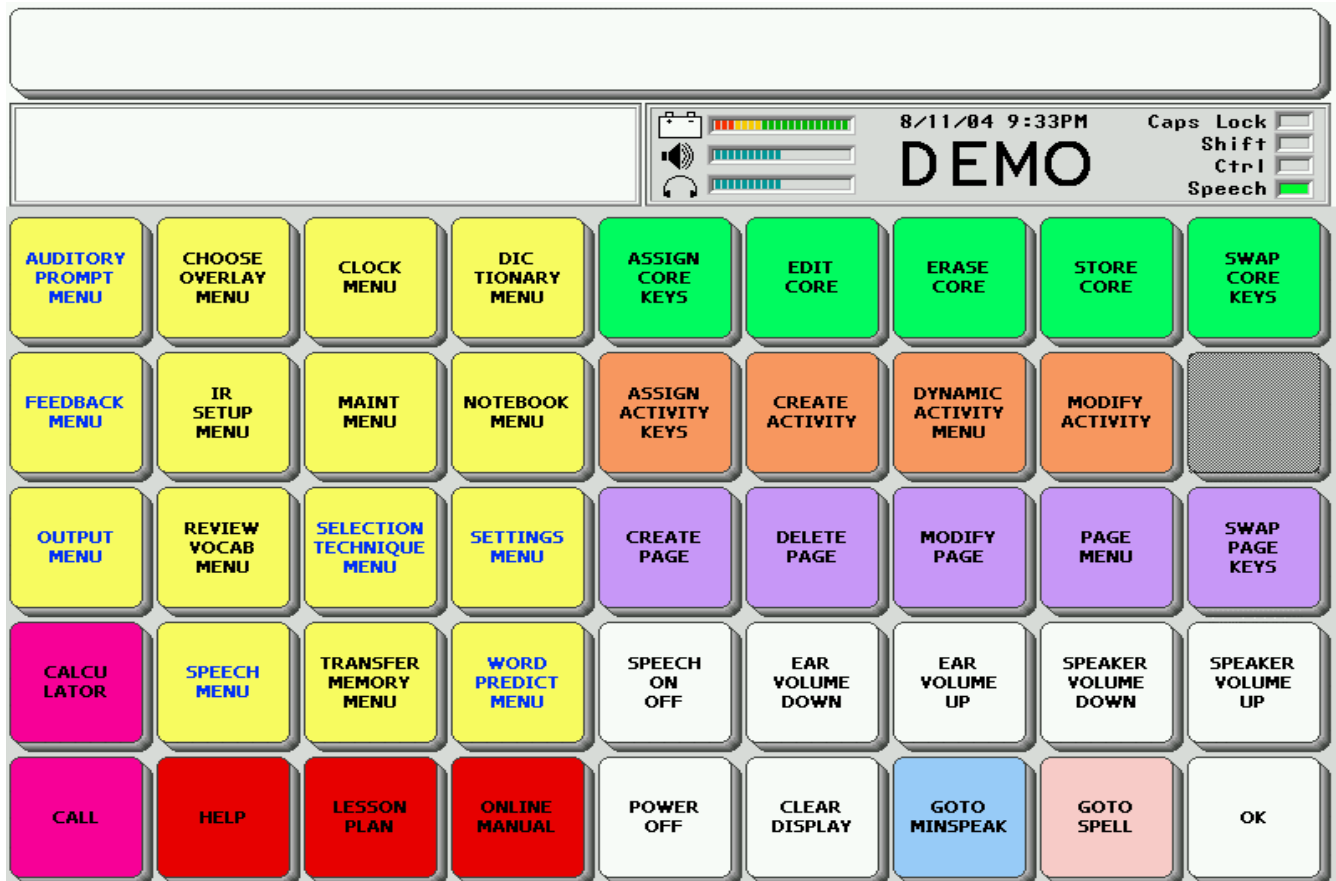 8/11/04 9:33PM
DEMO
Caps Lock
Shift
Ctrl
Speech
AUDITORY
PROMPT
MENU
CHOOSE
OVERLAY
MENU
CLOCK
MENU
DIC
TIONARY
MENU
ASSIGN
CORE
KEYS
EDIT
CORE
ERASE
CORE
STORE
CORE
SWAP
CORE
KEYS
FEEDBACK
MENU
IR
SETUP
MENU
MAINT
MENU
NOTEBOOK
MENU
ASSIGN
ACTIVITY
KEYS
CREATE
ACTIVITY
DYNAMIC
ACTIVITY
MENU
MODIFY
ACTIVITY
OUTPUT
MENU
REVIEW
VOCAB
MENU
SELECTION
TECHNIQUE
MENU
SETTINGS
MENU
CREATE
PAGE
DELETE
PAGE
MODIFY
PAGE
PAGE
MENU
SWAP
PAGE
KEYS
CALCU
LATOR
SPEECH
MENU
TRANSFER
MEMORY
MENU
WORD
PREDICT
MENU
SPEECH
ON
OFF
EAR
VOLUME
DOWN
EAR
VOLUME
UP
SPEAKER
VOLUME
DOWN
SPEAKER
VOLUME
UP
CALL
HELP
LESSON
PLAN
ONLINE
MANUAL
POWER
OFF
CLEAR
DISPLAY
GOTO
MINSPEAK
GOTO
SPELL
OK